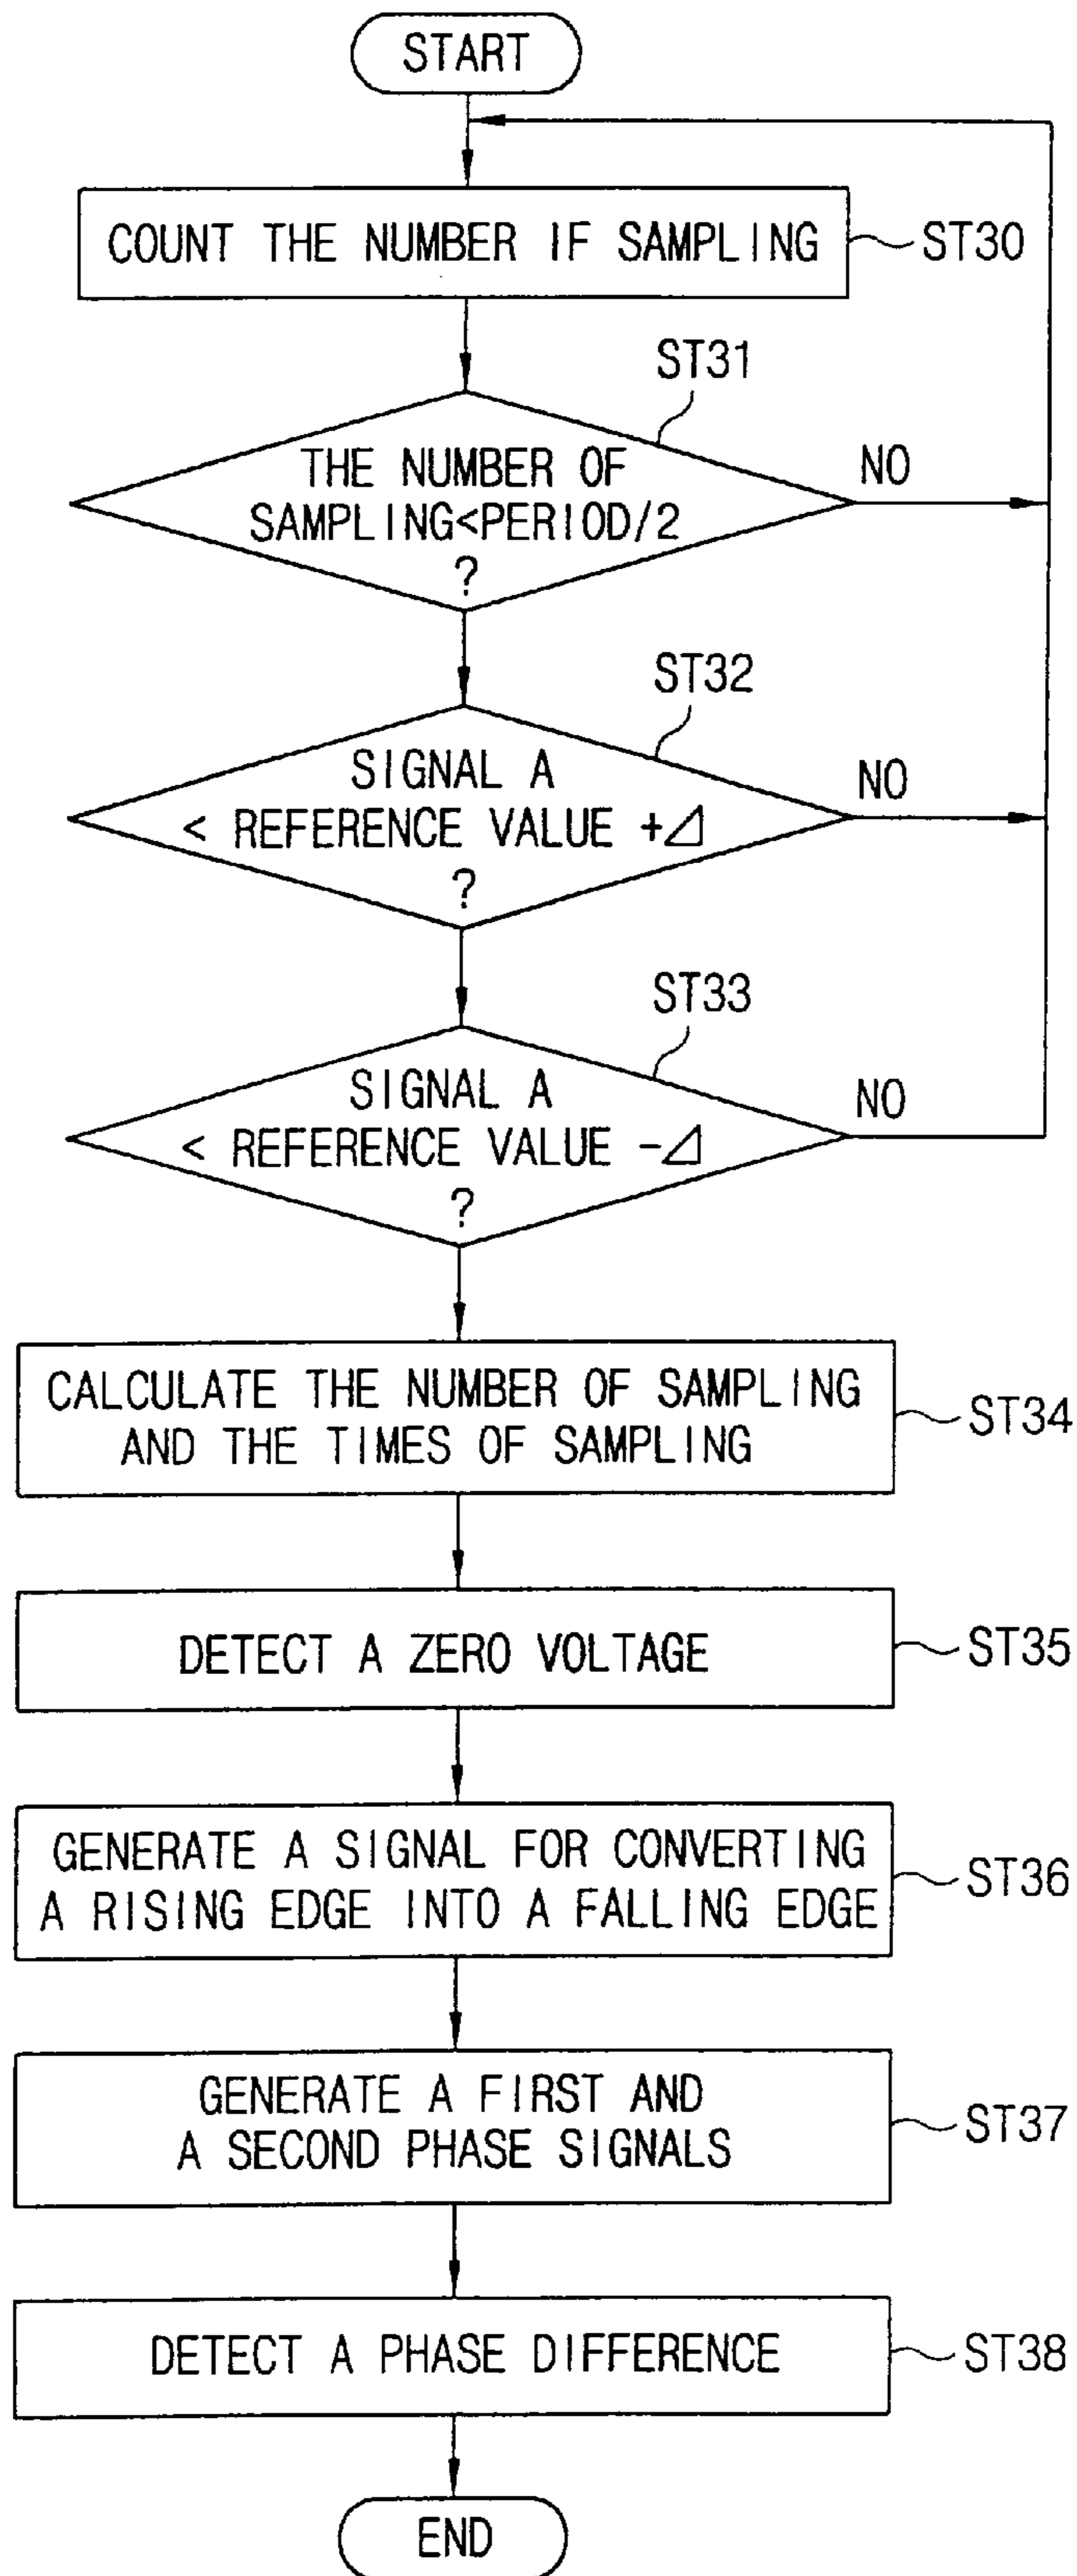 START
COUNT THE NUMBER IF SAMPLING
ST30
ST31
THE NUMBER OF
SAMPLING<PERIOD/2
?
NO
ST32
SIGNAL A
< REFERENCE VALUE +⊿
?
NO
ST33
SIGNAL A
< REFERENCE VALUE -⊿
?
NO
CALCULATE THE NUMBER OF SAMPLING
AND THE TIMES OF SAMPLING
ST34
DETECT A ZERO VOLTAGE
ST35
GENERATE A SIGNAL FOR CONVERTING
A RISING EDGE INTO A FALLING EDGE
ST36
GENERATE A FIRST AND
A SECOND PHASE SIGNALS
ST37
DETECT A PHASE DIFFERENCE
ST38
END